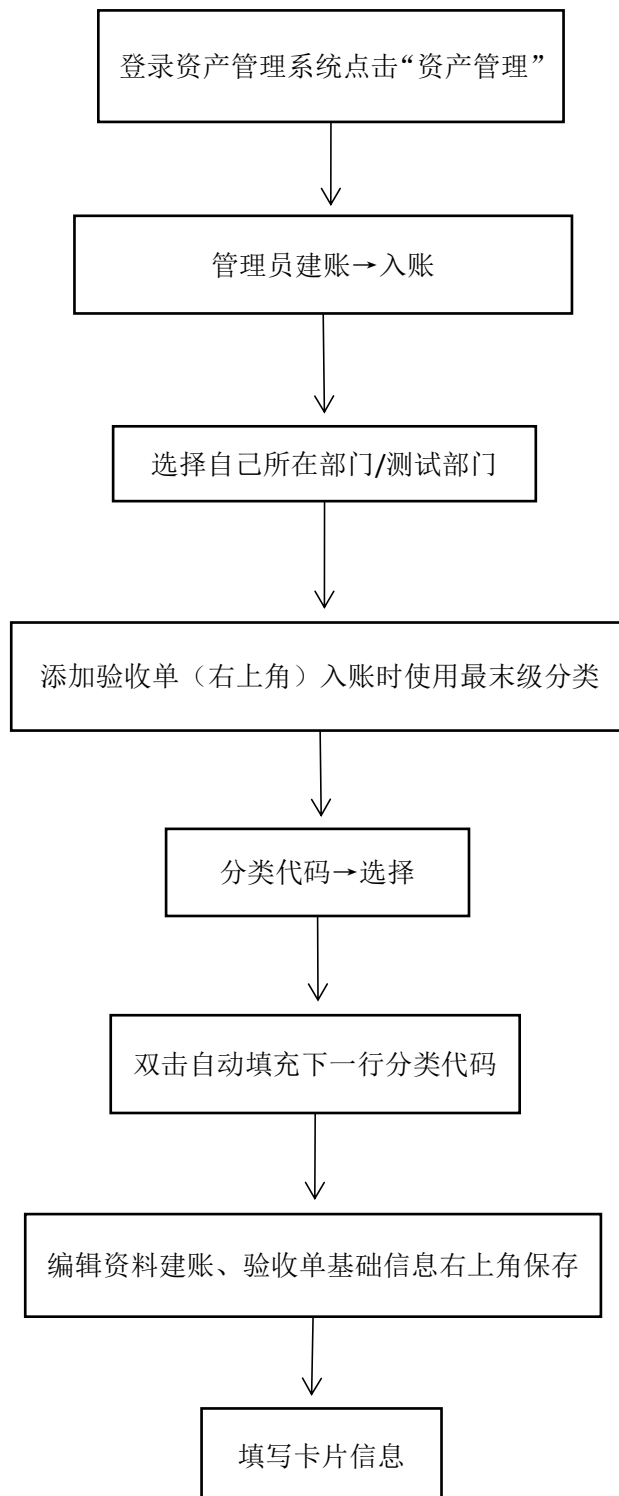 登录资产管理系统点击“资产管理”
管理员建账→入账
选择自己所在部门/测试部门
添加验收单（右上角）入账时使用最末级分类
分类代码→选择
双击自动填充下一行分类代码
编辑资料建账、验收单基础信息右上角保存
填写卡片信息